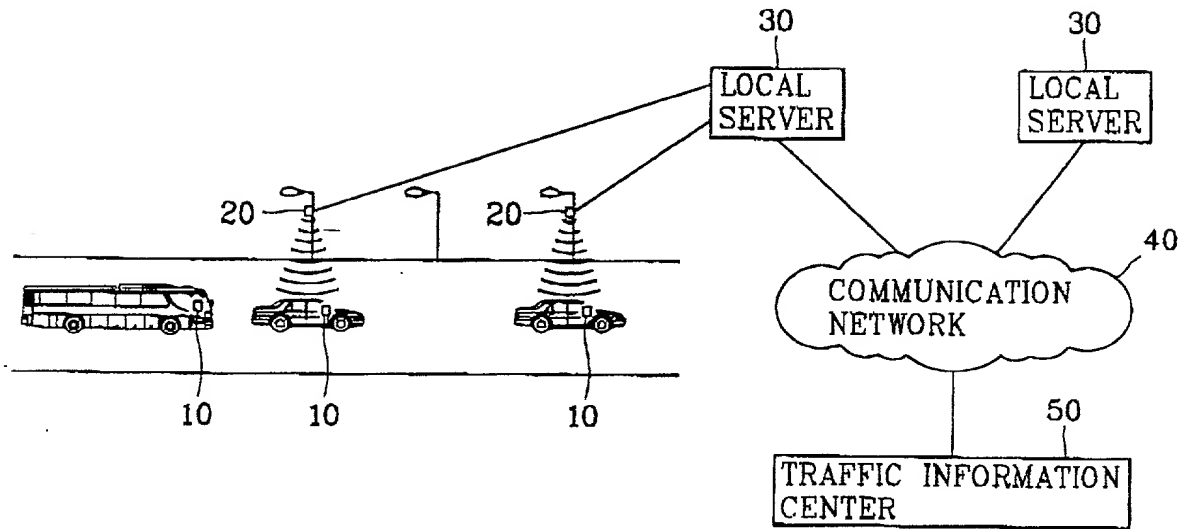 30
30
LOCAL
SERVER
LOCAL
SERVER
20
20
40
COMMUNICATION
NETWORK
10
10
10
50
TRAFFIC INFORMATION
CENTER